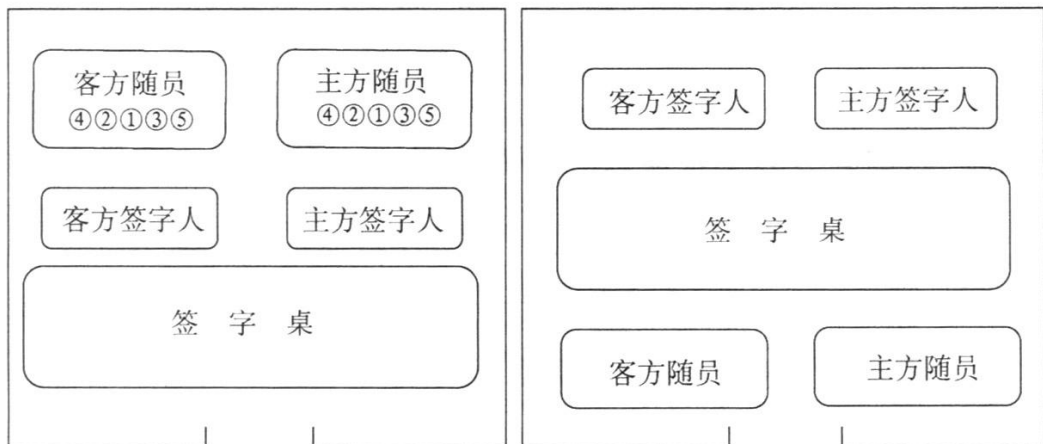 客方随员
④②①③⑤
主方随员
④②①③⑤
客方签字人
主方签字人
签 字 桌
客方签字人
主方签字人
签 字 桌
客方随员
主方随员